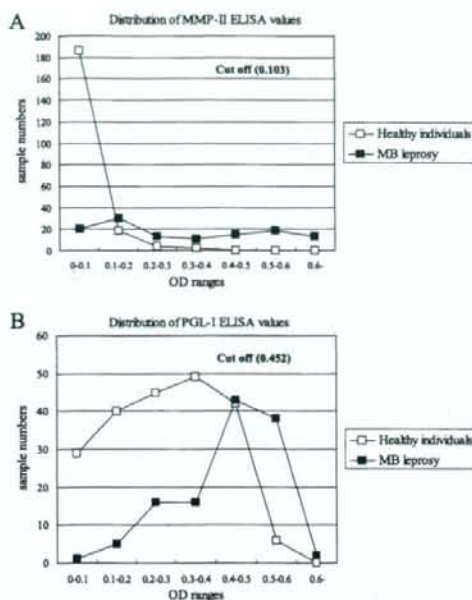 A
Distribution of MMP-II ELISA values
Cut off (0.103)
200
180
160
140
120
100
80
60
40
20
0
sample numbers
0-0.1 0.1-0.2 0.2-0.3 0.3-0.4 0.4-0.5 0.5-0.6 0.6-
OD ranges
Healthy individuals
MB leprosy
B
Distribution of PGL-I ELISA values
Cut off (0.452)
60
50
40
30
20
10
0
sample numbers
0-0.1 0.1-0.2 0.2-0.3 0.3-0.4 0.4-0.5 0.5-0.6 0.6-
OD ranges
Healthy individuals
MB leprosy